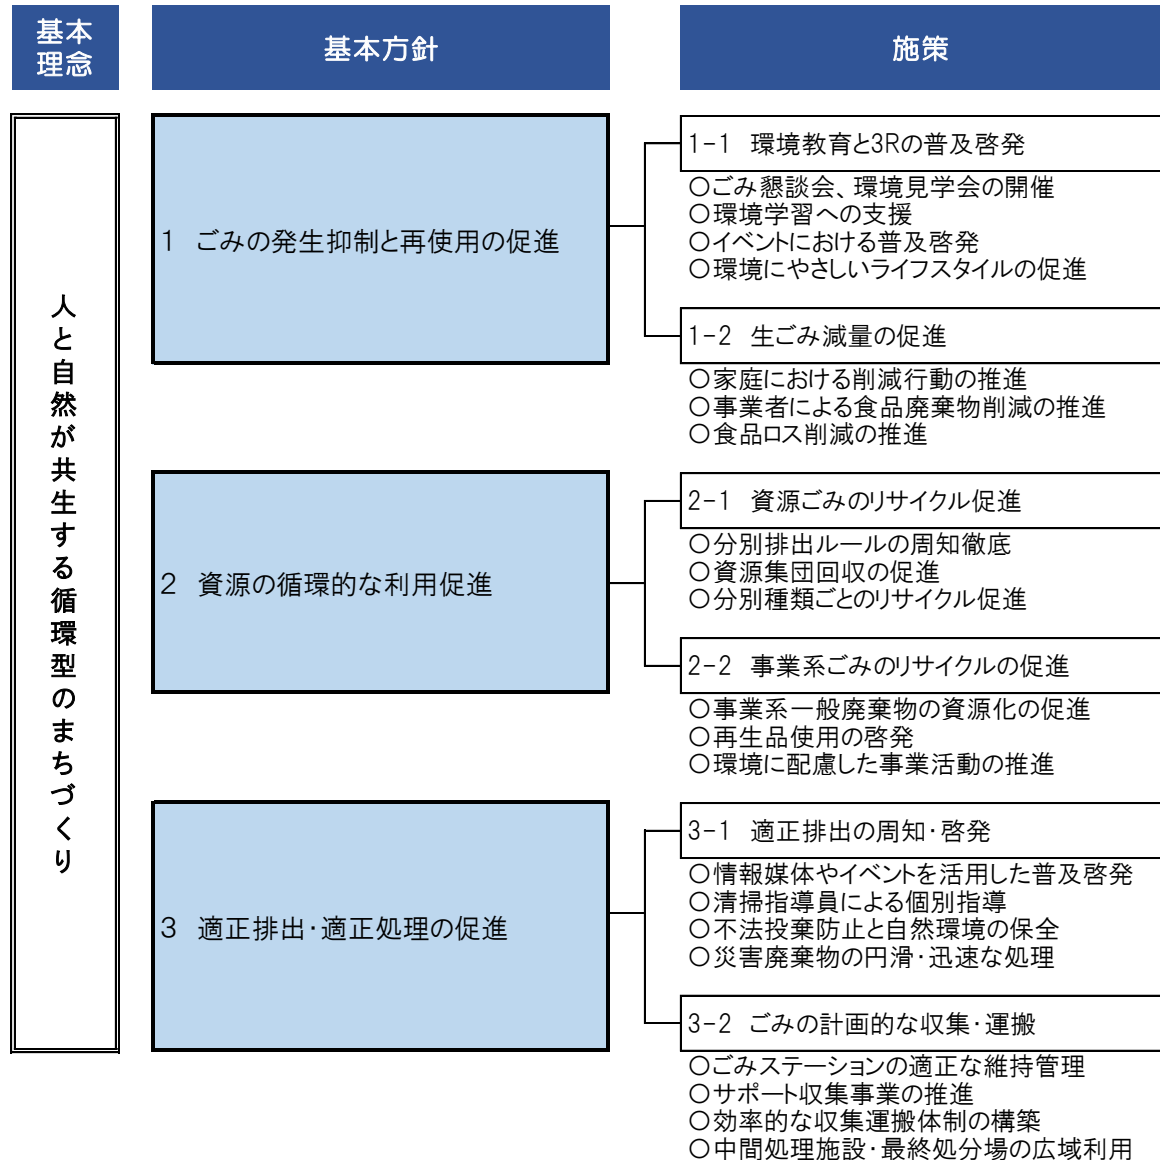 基本
理念
基本方針
施策
人と自然が共生する循環型のまちづくり
1 ごみの発生抑制と再使用の促進
1-1 環境教育と3Rの普及啓発
○ごみ懇談会、環境見学会の開催
○環境学習への支援
○イベントにおける普及啓発
○環境にやさしいライフスタイルの促進
1-2 生ごみ減量の促進
○家庭における削減行動の推進
○事業者による食品廃棄物削減の推進
○食品ロス削減の推進
2 資源の循環的な利用促進
2-1 資源ごみのリサイクル促進
○分別排出ルールの周知徹底
○資源集団回収の促進
○分別種類ごとのリサイクル促進
2-2 事業系ごみのリサイクルの促進
○事業系一般廃棄物の資源化の促進
○再生品使用の啓発
○環境に配慮した事業活動の推進
3 適正排出・適正処理の促進
3-1 適正排出の周知・啓発
○情報媒体やイベントを活用した普及啓発
○清掃指導員による個別指導
○不法投棄防止と自然環境の保全
○災害廃棄物の円滑・迅速な処理
3-2 ごみの計画的な収集・運搬
○ごみステーションの適正な維持管理
○サポート収集事業の推進
○効率的な収集運搬体制の構築
○中間処理施設・最終処分場の広域利用